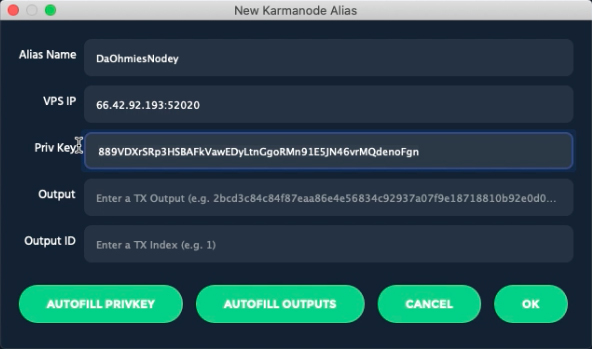 New Karmanode Alias
Alias Name
DaOhmiesNodey
VPS IP
66.42.92.193:52020
Priv Key
889VDXrSRp3HSBAFkVawEDyLtnGgoRMn91E5JN46vrMQdenoFgn
Output
Enter a TX Output (e.g. 2bcd3c84c84f87eaa86e4e56834c92937a07f9e18718810b92e0d0...
Output ID
Enter a TX Index (e.g. 1)
AUTOFILL PRIVKEY
AUTOFILL OUTPUTS
CANCEL
OK